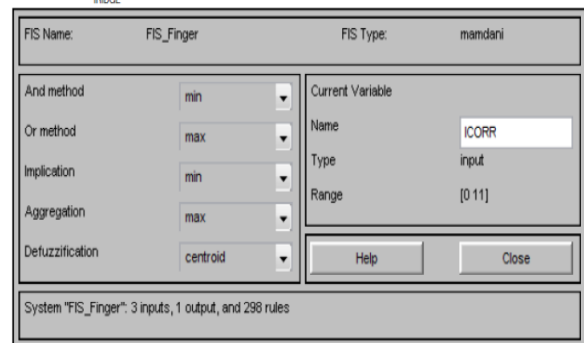 FIS Name: FIS_Finger FIS Type: mamdani
And method min
Or method max
Implication min
Aggregation max
Defuzzification centroid
Current Variable
Name ICORR
Type input
Range [0 11]
Help Close
System "FIS_Finger": 3 inputs, 1 output, and 298 rules